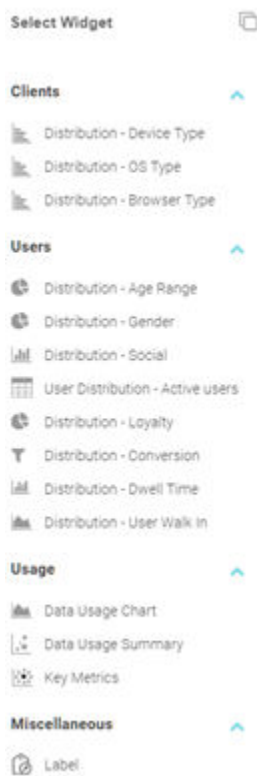 Select Widget
Clients
Distribution - Device Type
Distribution - OS Type
Distribution - Browser Type
Users
Distribution - Age Range
Distribution - Gender
Distribution - Social
User Distribution - Active users
Distribution - Loyalty
Distribution - Conversion
Distribution - Dwell Time
Distribution - User Walk In
Usage
Data Usage Chart
Data Usage Summary
Key Metrics
Miscellaneous
Label